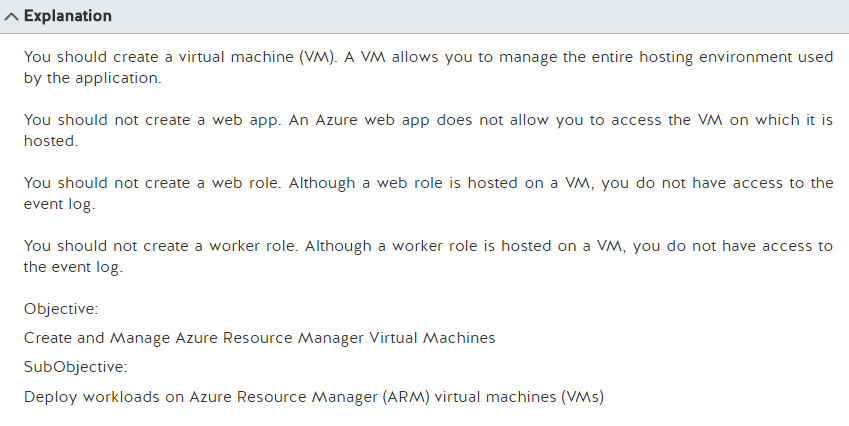 Explanation
You should create a virtual machine (VM). A VM allows you to manage the entire hosting environment used
by the application.
You should not create a web app. An Azure web app does not allow you to access the VM on which it is
hosted.
You should not create a web role. Although a web role is hosted on a VM, you do not have access to the
event log.
You should not create a worker role. Although a worker role is hosted on a VM, you do not have access to
the event log.
Objective:
Create and Manage Azure Resource Manager Virtual Machines
SubObjective:
Deploy workloads on Azure Resource Manager (ARM) virtual machines (VMs)